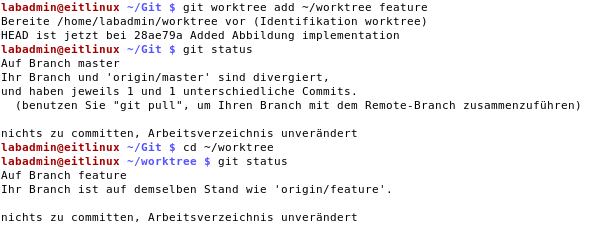 labadmin@eitlinux ~/Git $ git worktree add ~/worktree feature
Bereite /home/labadmin/worktree vor (Identifikation worktree)
HEAD ist jetzt bei 28ae79a Added Abbildung implementation
labadmin@eitlinux ~/Git $ git status
Auf Branch master
Ihr Branch und 'origin/master' sind divergiert,
und haben jeweils 1 und 1 unterschiedliche Commits.
  (benutzen Sie "git pull", um Ihren Branch mit dem Remote-Branch zusammenzuführen)

nichts zu committen, Arbeitsverzeichnis unverändert
labadmin@eitlinux ~/Git $ cd ~/worktree
labadmin@eitlinux ~/worktree $ git status
Auf Branch feature
Ihr Branch ist auf demselben Stand wie 'origin/feature'.

nichts zu committen, Arbeitsverzeichnis unverändert